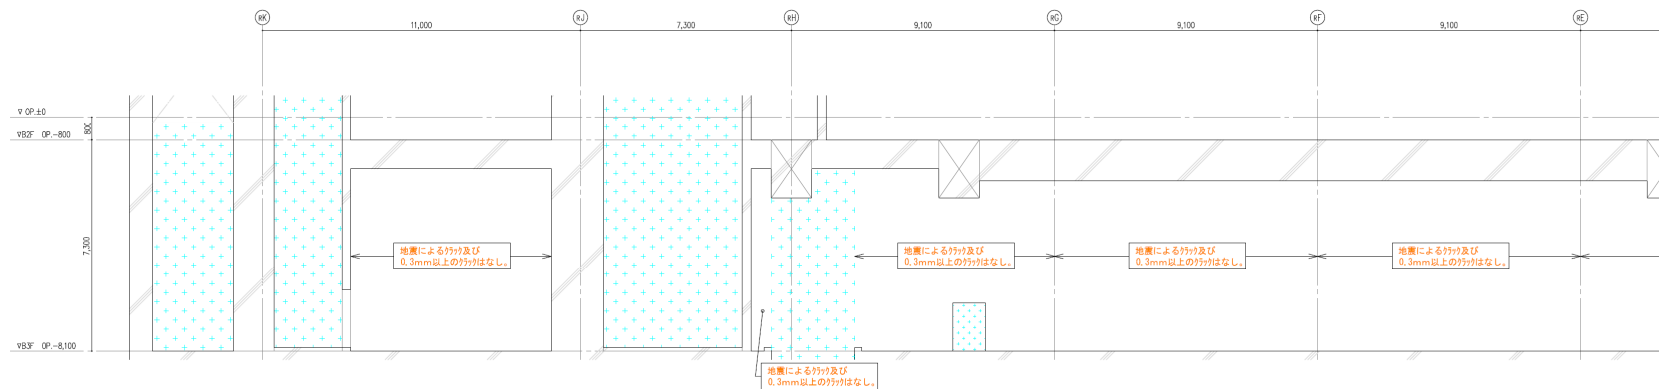 RK
RJ
RH
RG
RF
RE
11,000
7,300
9,100
9,100
9,100
▽ OP.±0
800
▽B2F OP.-800
7,300
▽B3F OP.-8,100
地震によるクラック及び
0.3mm以上のクラックはなし。
地震によるクラック及び
0.3mm以上のクラックはなし。
地震によるクラック及び
0.3mm以上のクラックはなし。
地震によるクラック及び
0.3mm以上のクラックはなし。
地震によるクラック及び
0.3mm以上のクラックはなし。